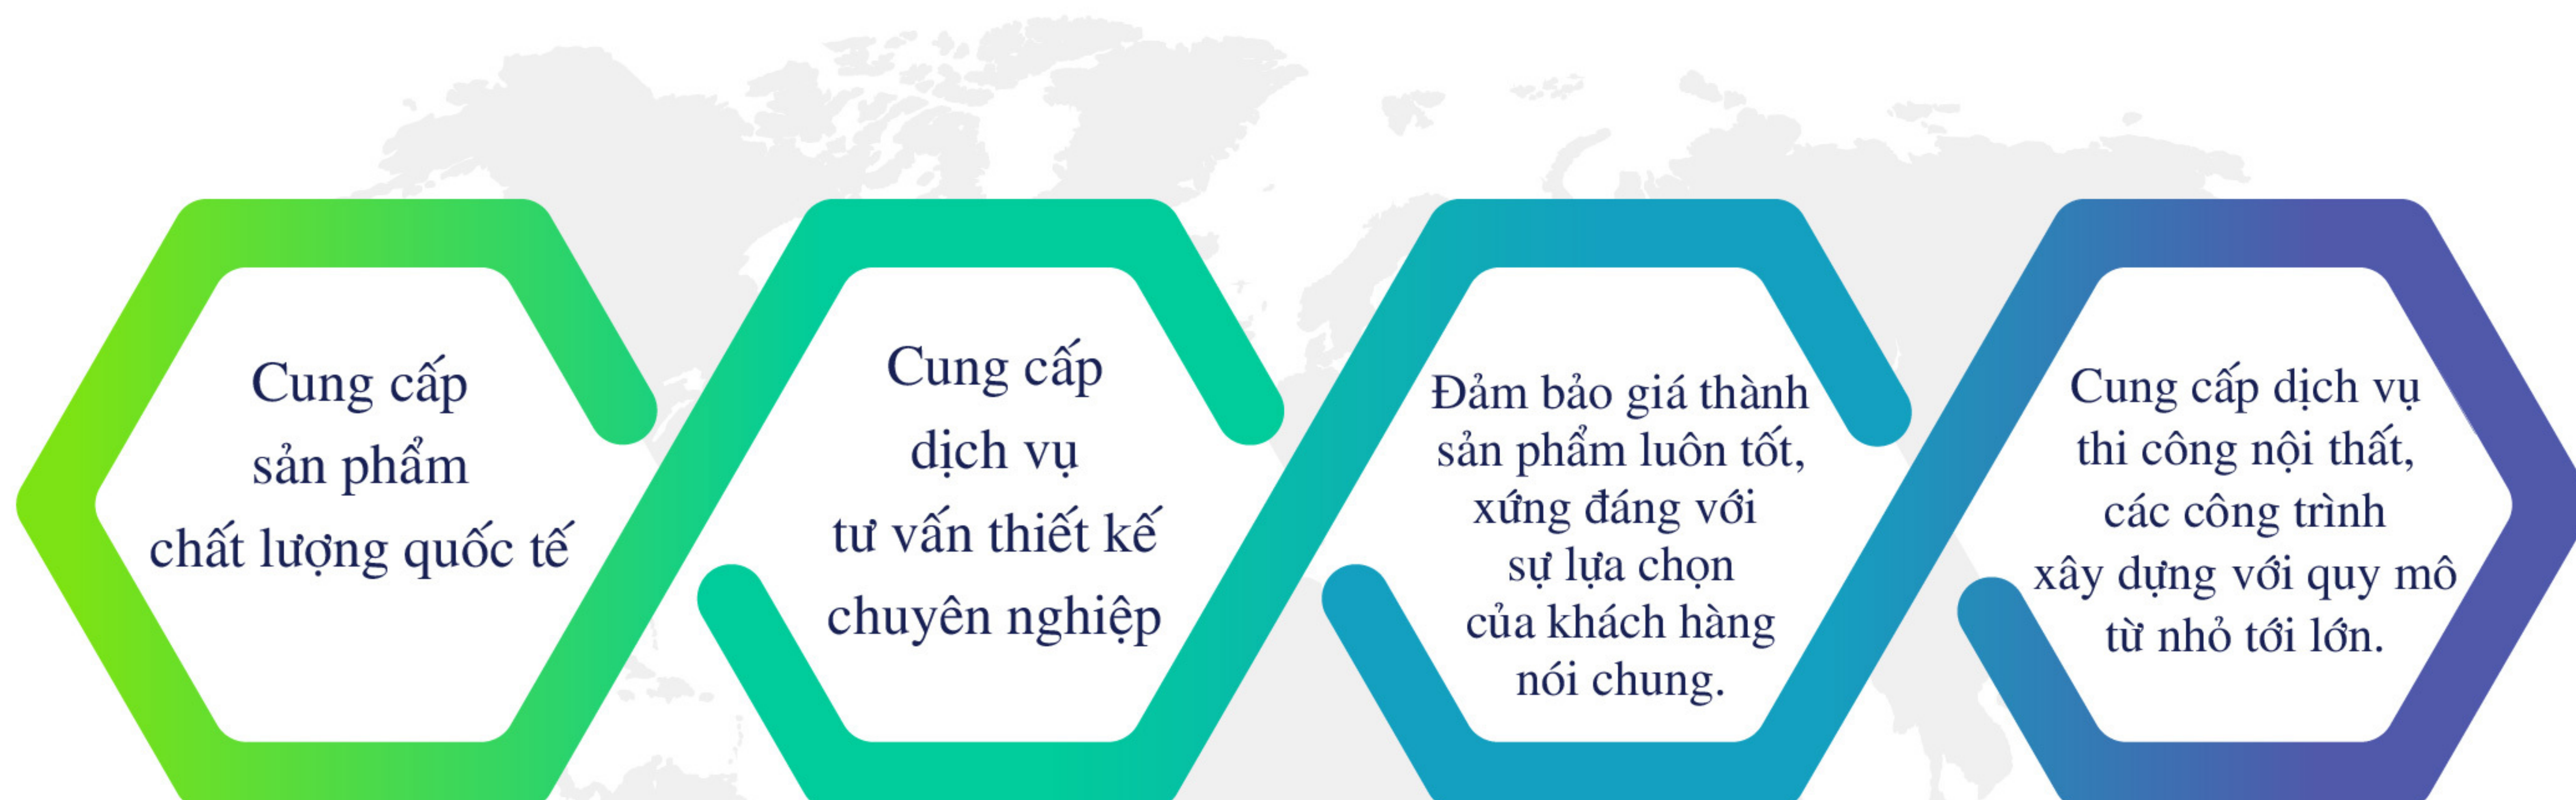 Cung cấp
sản phẩm
chất lượng quốc tế
Cung cấp
dịch vụ
tư vấn thiết kế
chuyên nghiệp
Đảm bảo giá thành
sản phẩm luôn tốt,
xứng đáng với
sự lựa chọn
của khách hàng
nói chung.
Cung cấp dịch vụ
thi công nội thất,
các công trình
xây dựng với quy mô
từ nhỏ tới lớn.